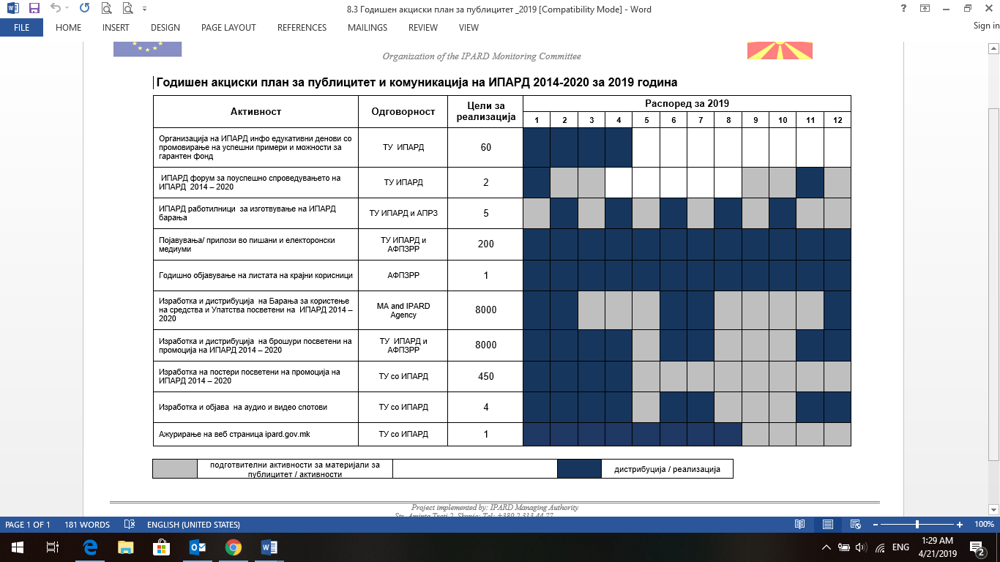 8.3 Годишен акциски план за публицитет _2019 [Compatibility Mode] - Word
FILE HOME INSERT DESIGN PAGE LAYOUT REFERENCES MAILINGS REVIEW VIEW Sign in
Organization of the IPARD Monitoring Committee
Годишен акциски план за публицитет и комуникација на ИПАРД 2014-2020 за 2019 година
Активност
Одговорност
Цели за
реализација
Распоред за 2019
1 2 3 4 5 6 7 8 9 10 11 12
Организација на ИПАРД инфо едукативни денови со
промовирање на успешни примери и можности за
гарантен фонд
ТУ ИПАРД
60
ИПАРД форум за поуспешно спроведувањето на
ИПАРД 2014 – 2020
ТУ ИПАРД
2
ИПАРД работилници за изготвување на ИПАРД
барања
ТУ ИПАРД и АПРЗ
5
Појавувања/ прилози во пишани и електоронски
медиуми
ТУ ИПАРД и
АФПЗРР
200
Годишно објавување на листата на крајни корисници
АФПЗРР
1
Изработка и дистрибуција на Барања за користење
на средства и Упатства посветени на ИПАРД 2014 –
2020
MA and IPARD
Agency
8000
Изработка и дистрибуција на брошури посветени на
промоција на ИПАРД 2014 – 2020
ТУ ИПАРД и
АФПЗРР
8000
Изработка на постери посветени на промоција на
ИПАРД 2014 – 2020
ТУ со ИПАРД
450
Изработка и објава на аудио и видео спотови
ТУ со ИПАРД
4
Ажурирање на веб страница ipard.gov.mk
ТУ со ИПАРД
1
подготвителни активности за материјали за
публицитет / активности
дистрибуција / реализација
Project implemented by: IPARD Managing Authority
Str. Aminta Treti 2, Skopje; Tel: +389 2 313 44 77
PAGE 1 OF 1 181 WORDS ENGLISH (UNITED STATES) 100%
ENG
1:29 AM
4/21/2019
2